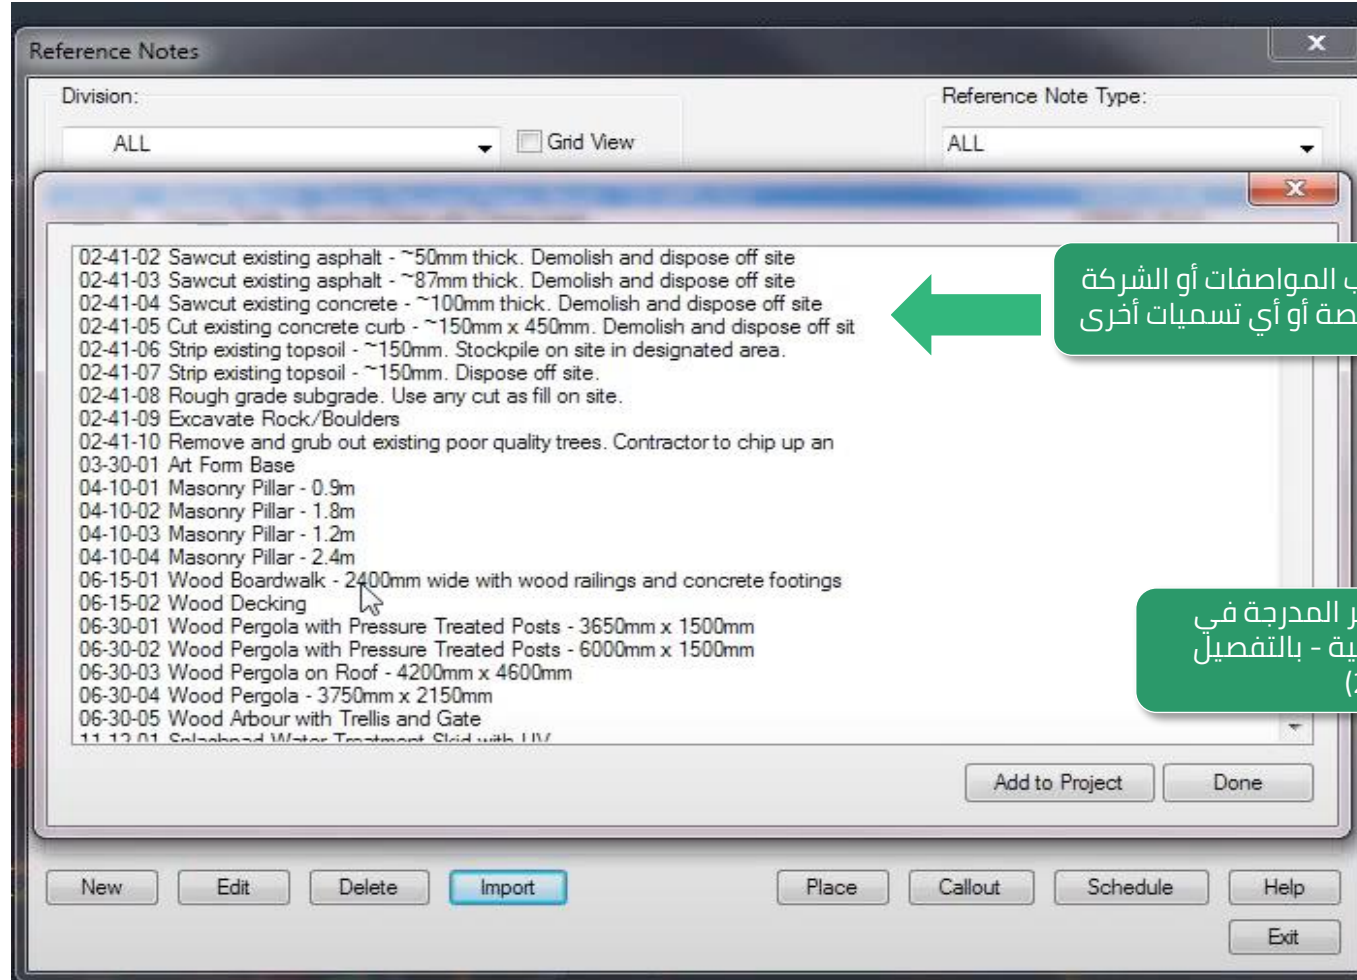 Reference Notes
Division:
Reference Note Type:
ALL
Grid View
ALL
02-41-02 Sawcut existing asphalt - ~50mm thick. Demolish and dispose off site
02-41-03 Sawcut existing asphalt - ~87mm thick. Demolish and dispose off site
02-41-04 Sawcut existing concrete - ~100mm thick. Demolish and dispose off site
02-41-05 Cut existing concrete curb - ~150mm x 450mm. Demolish and dispose off sit
02-41-06 Strip existing topsoil - ~150mm. Stockpile on site in designated area.
02-41-07 Strip existing topsoil - ~150mm. Dispose off site.
02-41-08 Rough grade subgrade. Use any cut as fill on site.
02-41-09 Excavate Rock/Boulders
02-41-10 Remove and grub out existing poor quality trees. Contractor to chip up an
03-30-01 Art Form Base
04-10-01 Masonry Pillar - 0.9m
04-10-02 Masonry Pillar - 1.8m
04-10-03 Masonry Pillar - 1.2m
04-10-04 Masonry Pillar - 2.4m
06-15-01 Wood Boardwalk - 2400mm wide with wood railings and concrete footings
06-15-02 Wood Decking
06-30-01 Wood Pergola with Pressure Treated Posts - 3650mm x 1500mm
06-30-02 Wood Pergola with Pressure Treated Posts - 6000mm x 1500mm
06-30-03 Wood Pergola on Roof - 4200mm x 4600mm
06-30-04 Wood Pergola - 3750mm x 2150mm
06-30-05 Wood Arbour with Trellis and Gate
11-12-01 Splashpad Water Treatment Skid with UV
ب المواصفات أو الشركة
صة أو أي تسميات أخرى
ر المدرجة في
ية - بالتفصيل
Add to Project
Done
New
Edit
Delete
Import
Place
Callout
Schedule
Help
Exit